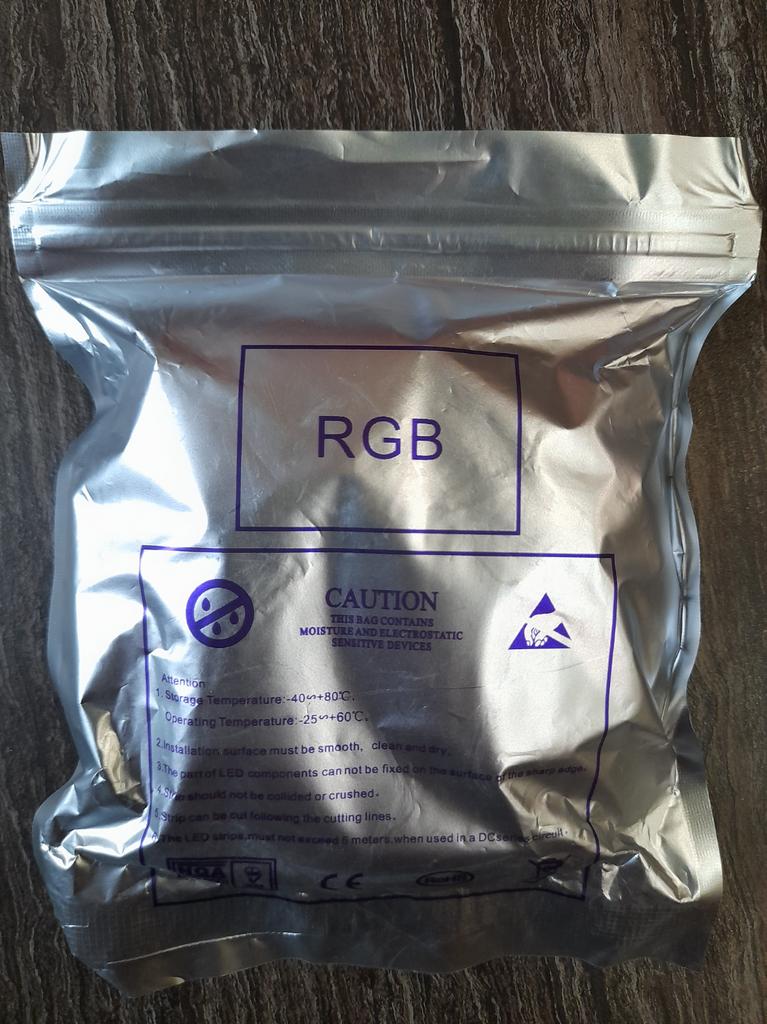 RGB
CAUTION
THIS BAG CONTAINS
MOISTURE AND ELECTROSTATIC
SENSITIVE DEVICES
Attention
1. Storage Temperature:-40∽+80℃.
Operating Temperature:-25∽+60℃.
2.Installation surface must be smooth, clean and dry.
3.The part of LED components can not be fixed on the surface of the sharp edge.
4.Strip should not be collided or crushed.
5.Strip can be cut following the cutting lines.
The LED strips must not exceed 5 meters,when used in a DC series circuit.
CE
RoHS